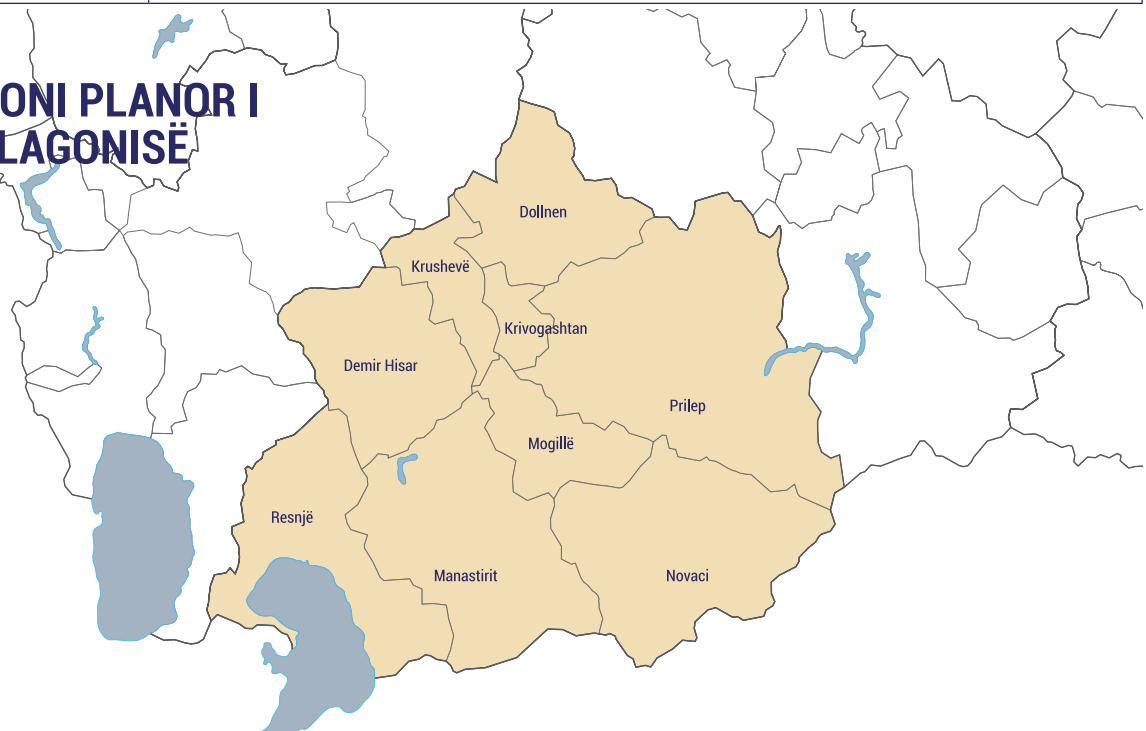 ONI PLANOR I
LAGONISË
Dollnen
Krushevë
Krivogashtan
Demir Hisar
Prilep
Mogillë
Resnjë
Manastirit
Novaci